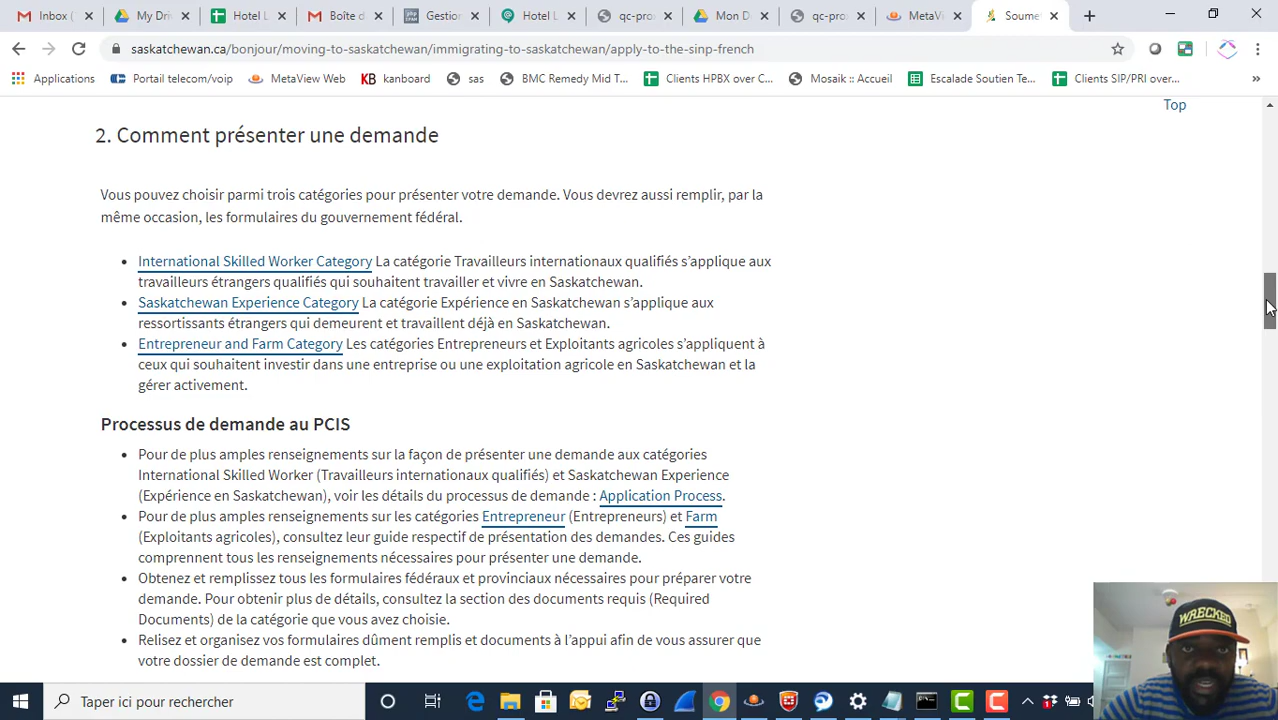 Inbox (
My Dri
Hotel L
Boîte d
Gestior
Hotel L
qc-pro
Mon D
qc-pro
MetaVi
Soume
saskatchewan.ca/bonjour/moving-to-saskatchewan/immigrating-to-saskatchewan/apply-to-the-sinp-french
Applications
Portail telecom/voip
MetaView Web
KB kanboard
sas
BMC Remedy Mid T...
Clients HPBX over C...
Mosaik :: Accueil
Escalade Soutien Te...
Clients SIP/PRI over...
»
Top
2. Comment présenter une demande
Vous pouvez choisir parmi trois catégories pour présenter votre demande. Vous devrez aussi remplir, par la
même occasion, les formulaires du gouvernement fédéral.
• International Skilled Worker Category La catégorie Travailleurs internationaux qualifiés s’applique aux
travailleurs étrangers qualifiés qui souhaitent travailler et vivre en Saskatchewan.
• Saskatchewan Experience Category La catégorie Expérience en Saskatchewan s’applique aux
ressortissants étrangers qui demeurent et travaillent déjà en Saskatchewan.
• Entrepreneur and Farm Category Les catégories Entrepreneurs et Exploitants agricoles s’appliquent à
ceux qui souhaitent investir dans une entreprise ou une exploitation agricole en Saskatchewan et la
gérer activement.
Processus de demande au PCIS
• Pour de plus amples renseignements sur la façon de présenter une demande aux catégories
International Skilled Worker (Travailleurs internationaux qualifiés) et Saskatchewan Experience
(Expérience en Saskatchewan), voir les détails du processus de demande : Application Process.
• Pour de plus amples renseignements sur les catégories Entrepreneur (Entrepreneurs) et Farm
(Exploitants agricoles), consultez leur guide respectif de présentation des demandes. Ces guides
comprennent tous les renseignements nécessaires pour présenter une demande.
• Obtenez et remplissez tous les formulaires fédéraux et provinciaux nécessaires pour préparer votre
demande. Pour obtenir plus de détails, consultez la section des documents requis (Required
Documents) de la catégorie que vous avez choisie.
• Relisez et organisez vos formulaires dûment remplis et documents à l’appui afin de vous assurer que
votre dossier de demande est complet.
WRECKED
Taper ici pour rechercher